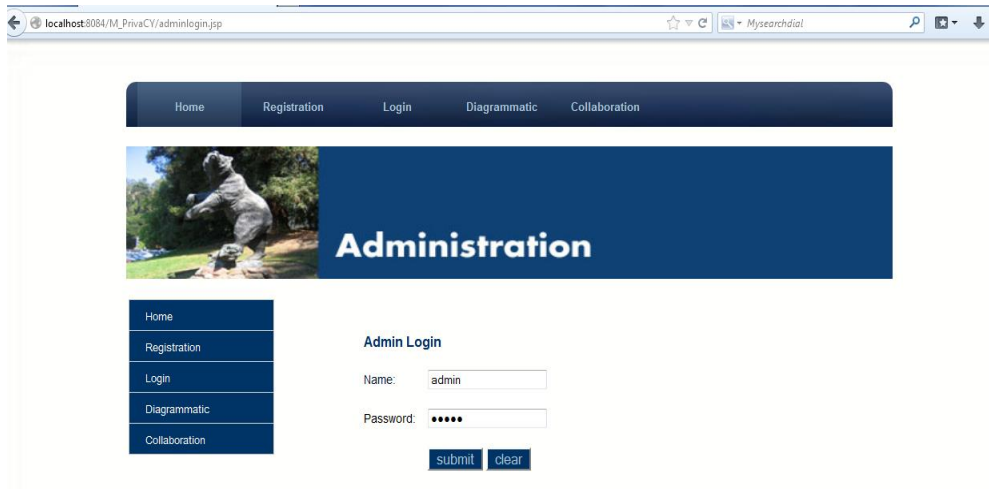 localhost:8084/M_PrivaCY/adminlogin.jsp Mysearchdial
Home Registration Login Diagrammatic Collaboration
Administration
Home
Registration
Login
Diagrammatic
Collaboration
Admin Login
Name: admin
Password: •••••
submit clear